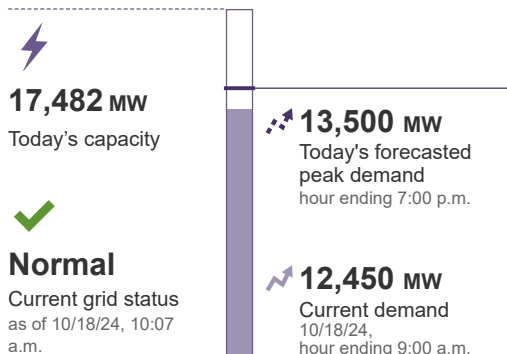 17,482 MW
Today's capacity
Normal
Current grid status
as of 10/18/24, 10:07
a.m.
13,500 MW
Today's forecasted
peak demand
hour ending 7:00 p.m.
12,450 MW
Current demand
10/18/24,
hour ending 9:00 a.m.